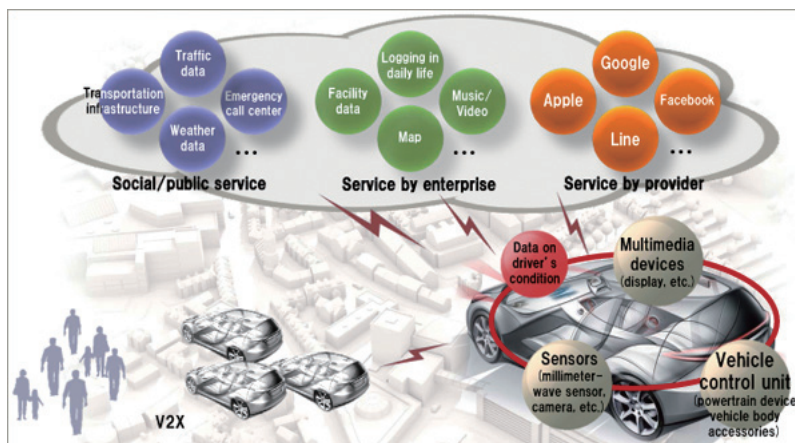 Traffic
data
Transportation
infrastructure
Emergency
call center
Weather
data
...
Social/public service
Logging in
daily life
Facility
data
Music/
Video
Map
...
Service by enterprise
Google
Apple
Facebook
Line
...
Service by provider
Data on
driver's
condition
Multimedia
devices
(display, etc.)
Sensors
(millimeter-
wave sensor,
camera, etc.)
Vehicle
control unit
(powertrain device
vehicle body
accessories)
V2X